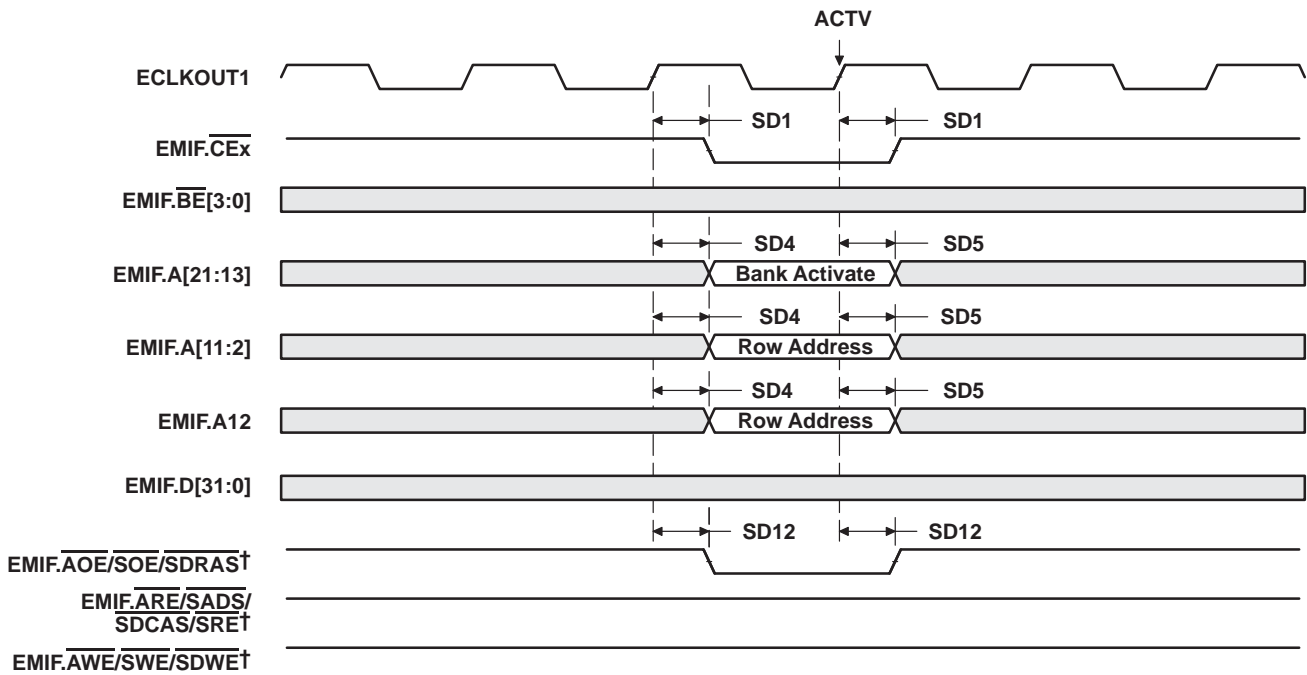 ACTV
ECLKOUT1
SD1 SD1
EMIF.CEx
EMIF.BE[3:0]
SD4 SD5
EMIF.A[21:13] Bank Activate
SD4 SD5
EMIF.A[11:2] Row Address
SD4 SD5
EMIF.A12 Row Address
EMIF.D[31:0]
SD12 SD12
EMIF.AOE/SOE/SDRAS†
EMIF.ARE/SADS/
SDCAS/SRE†
EMIF.AWE/SWE/SDWE†